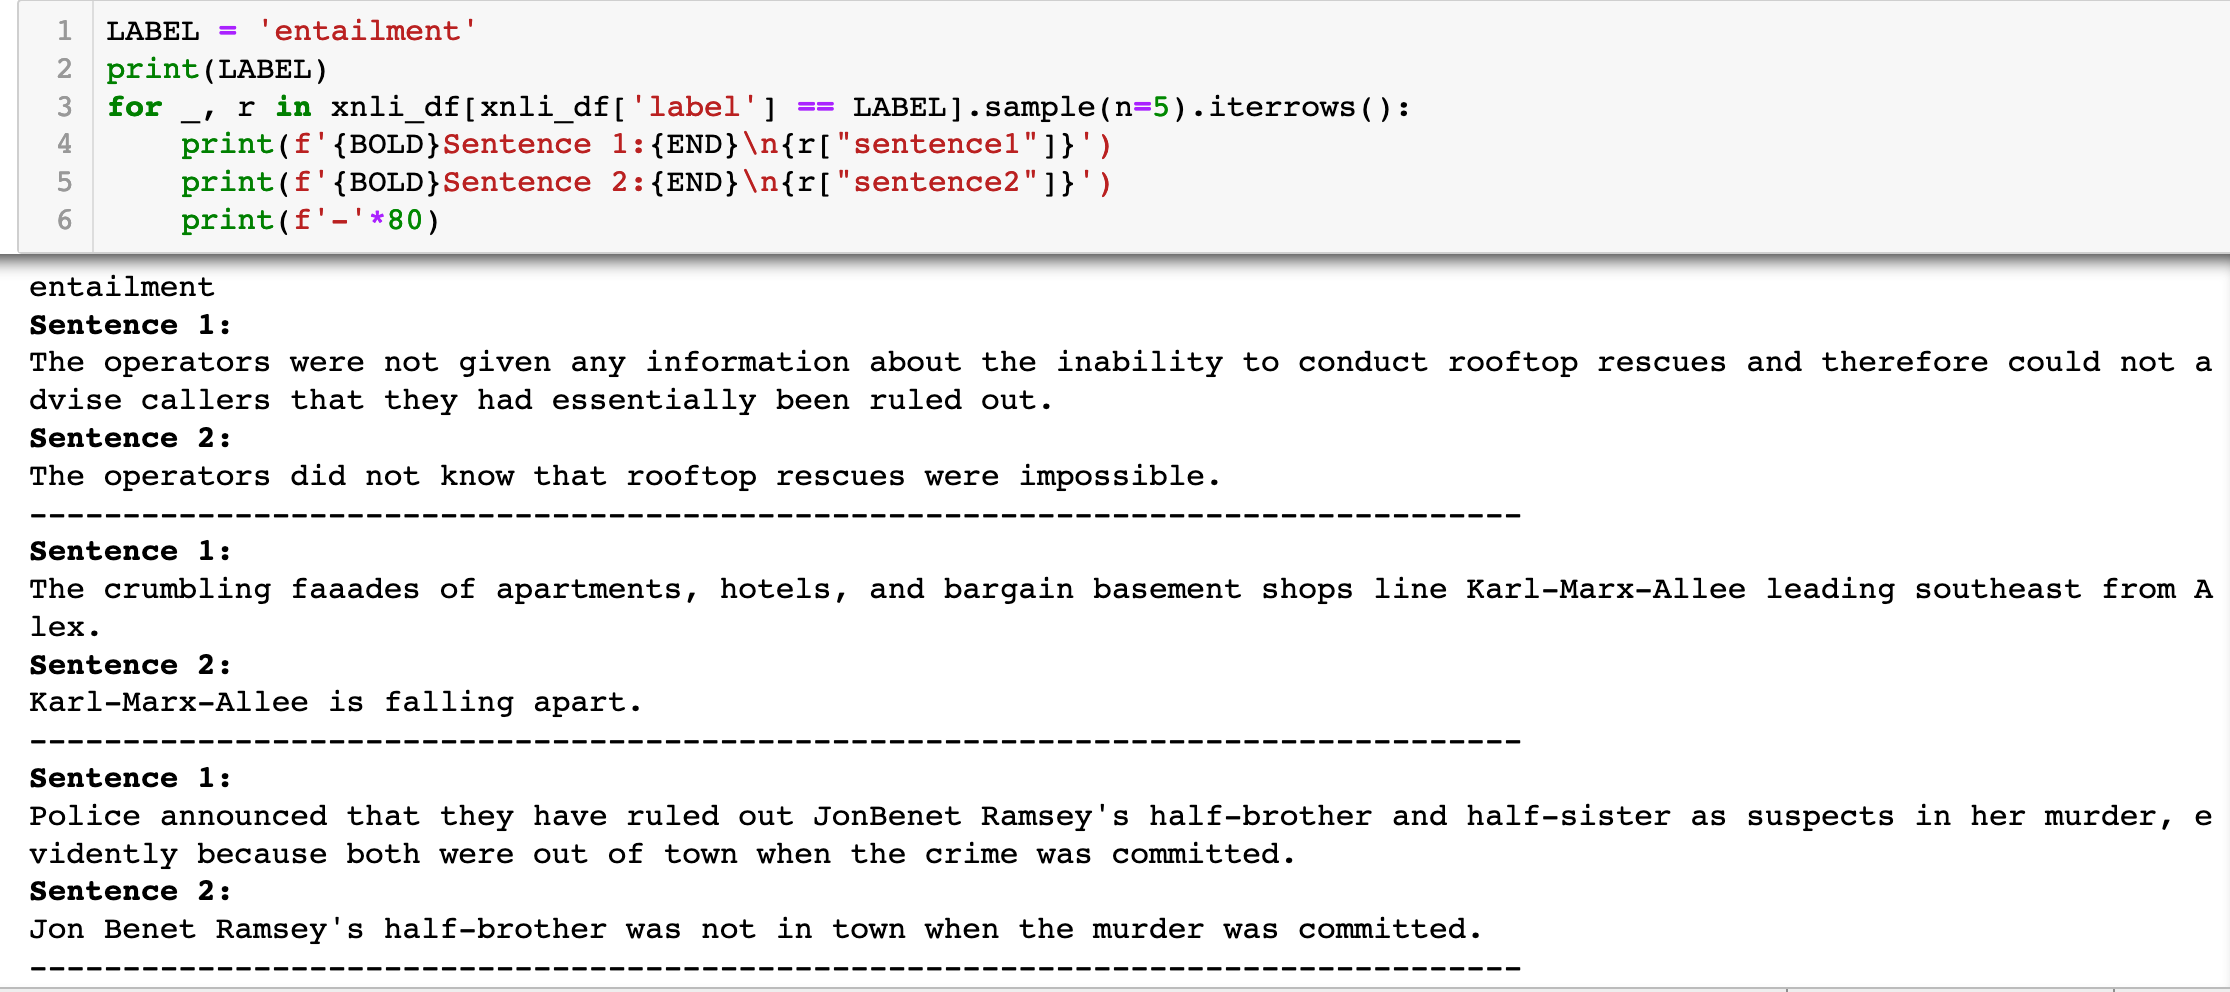 1 LABEL = 'entailment'
2 print(LABEL)
3 for _, r in xnli_df[xnli_df['label'] == LABEL].sample(n=5).iterrows():
4     print(f'{BOLD}Sentence 1:{END}\n{r["sentence1"]}')
5     print(f'{BOLD}Sentence 2:{END}\n{r["sentence2"]}')
6     print(f'-'*80)
entailment
Sentence 1:
The operators were not given any information about the inability to conduct rooftop rescues and therefore could not a
dvise callers that they had essentially been ruled out.
Sentence 2:
The operators did not know that rooftop rescues were impossible.
--------------------------------------------------------------------------------
Sentence 1:
The crumbling faaades of apartments, hotels, and bargain basement shops line Karl-Marx-Allee leading southeast from A
lex.
Sentence 2:
Karl-Marx-Allee is falling apart.
--------------------------------------------------------------------------------
Sentence 1:
Police announced that they have ruled out JonBenet Ramsey's half-brother and half-sister as suspects in her murder, e
vidently because both were out of town when the crime was committed.
Sentence 2:
Jon Benet Ramsey's half-brother was not in town when the murder was committed.
--------------------------------------------------------------------------------